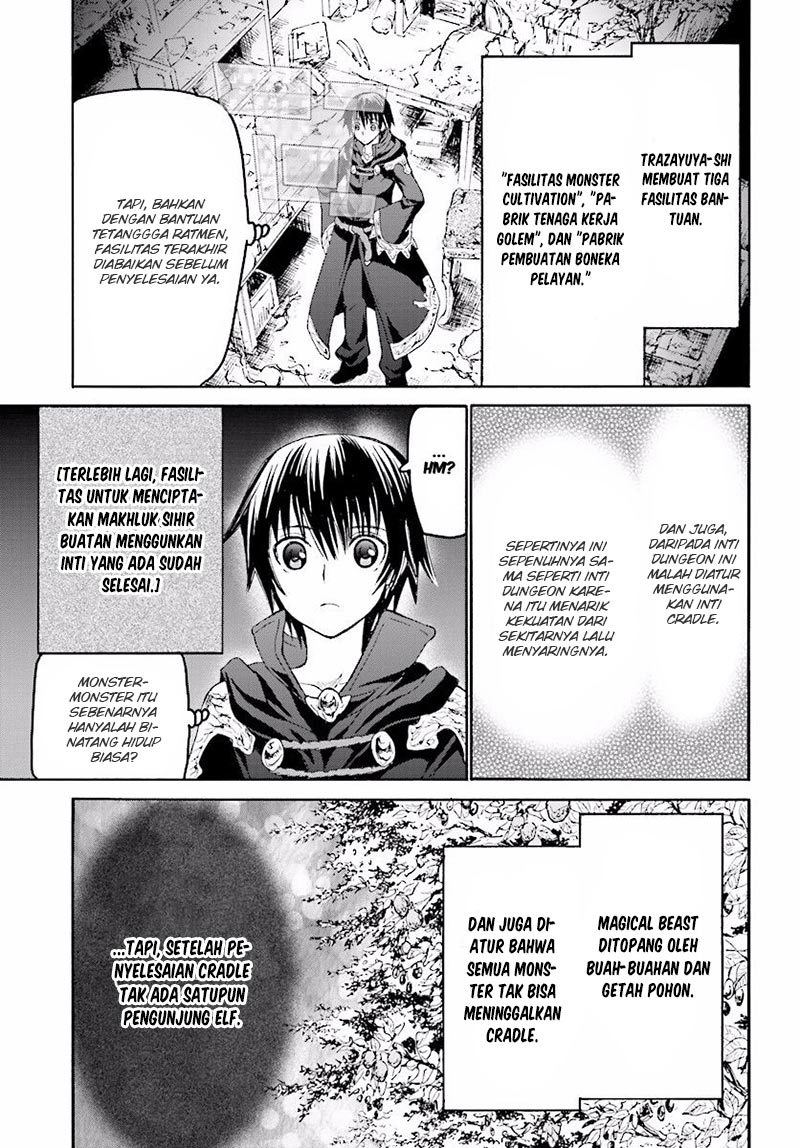 TRAZAYUYA-SHI
MEMBUAT TIGA
FASILITAS BAN-
TUAN.
"FASILITAS MONSTER
CULTIVATION", "PA-
BRIK TENAGA KERJA
GOLEM", DAN "PABRIK
PEMBUATAN BONEKA
PELAYAN."
TAPI, BAHKAN
DENGAN BANTUAN
TETANGGGA RATMEN,
FASILITAS TERAKHIR
DIABAIKAN SEBELUM
PENYELESAIAN YA.
DAN JUGA,
DARIPADA INTI
DUNGEON INI
MALAH DIATUR
MENGGUNA-
KAN INTI
CRADLE.
SEPERTINYA INI
SEPENUHNYA SA-
MA SEPERTI INTI
DUNGEON KARE-
NA ITU MENARIK
KEKUATAN DARI
SEKITARNYA LALU
MENYARINGNYA.
...
HM?
[TERLEBIH LAGI, FASILI-
TAS UNTUK MENCIPTA-
KAN MAKHLUK SIHIR
BUATAN MENGGUNKAN
INTI YANG ADA SUDAH
SELESAI.]
MONSTER-
MONSTER ITU
SEBENARNYA
HANYALAH BI-
NATANG HIDUP
BIASA?
MAGICAL BEAST
DITOPANG OLEH
BUAH-BUAHAN DAN
GETAH POHON.
DAN JUGA DI-
ATUR BAHWA
SEMUA MONS-
TER TAK BISA
MENINGGALKAN
CRADLE.
...TAPI, SETELAH PE-
NYELESAIAN CRADLE
TAK ADA SATUPUN
PENGUNJUNG ELF.